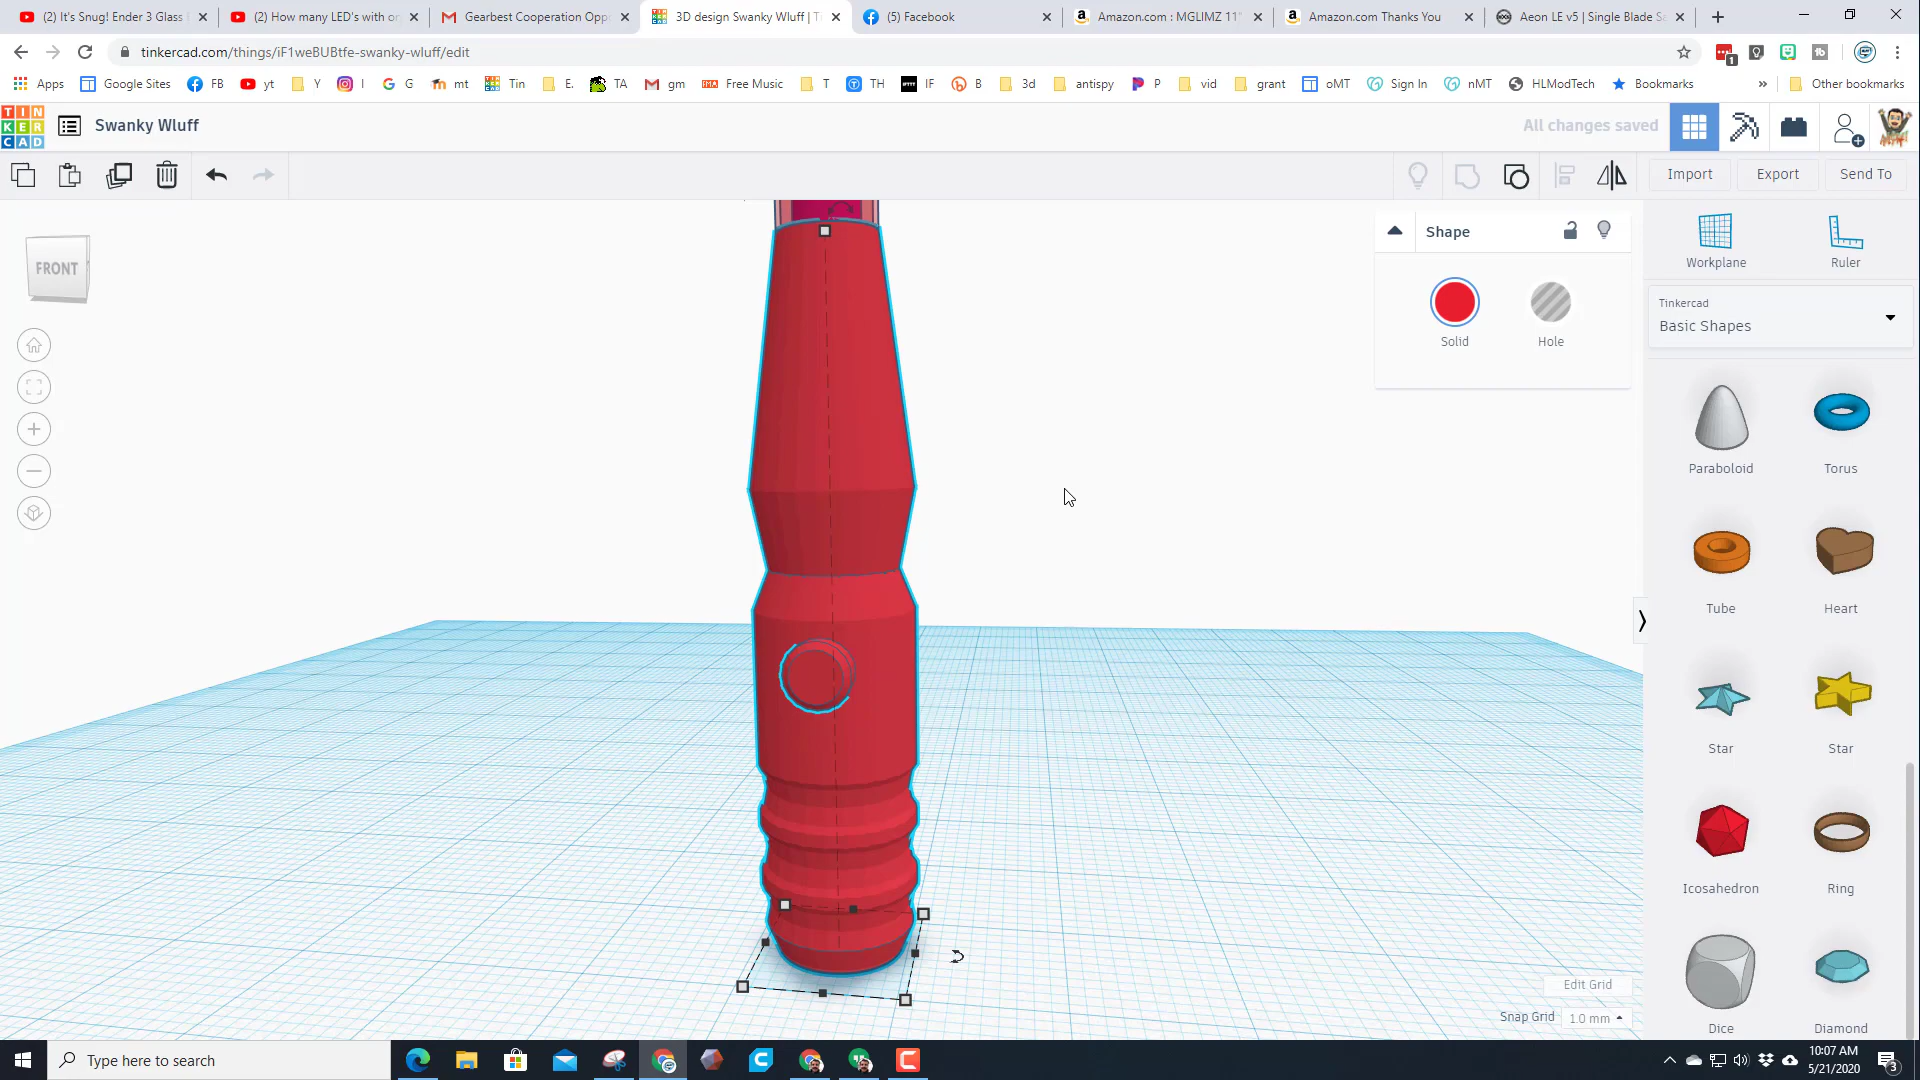 (2) It's Snug! Ender 3 Glass
(2) How many LED's with on
Gearbest Cooperation Opp
3D design Swanky Wluff | Ti
(5) Facebook
Amazon.com : MGLIMZ 11"
Amazon.com Thanks You
Aeon LE v5 | Single Blade Sa
tinkercad.com/things/iF1weBUBtfe-swanky-wluff/edit
1
Apps
Google Sites
FB
yt
Y
I
G
mt
Tin
E.
TA
gm
Free Music
T
TH
IF
B
3d
antispy
P
vid
grant
oMT
Sign In
nMT
HLModTech
Bookmarks
»
Other bookmarks
TIN
KER
CAD
Swanky Wluff
All changes saved
Import
Export
Send To
FRONT
Shape
Solid
Hole
Workplane
Ruler
Tinkercad
Basic Shapes
Paraboloid
Torus
Tube
Heart
Star
Star
Icosahedron
Ring
Dice
Diamond
Edit Grid
Snap Grid
1.0 mm
Type here to search
10:07 AM
5/21/2020
3